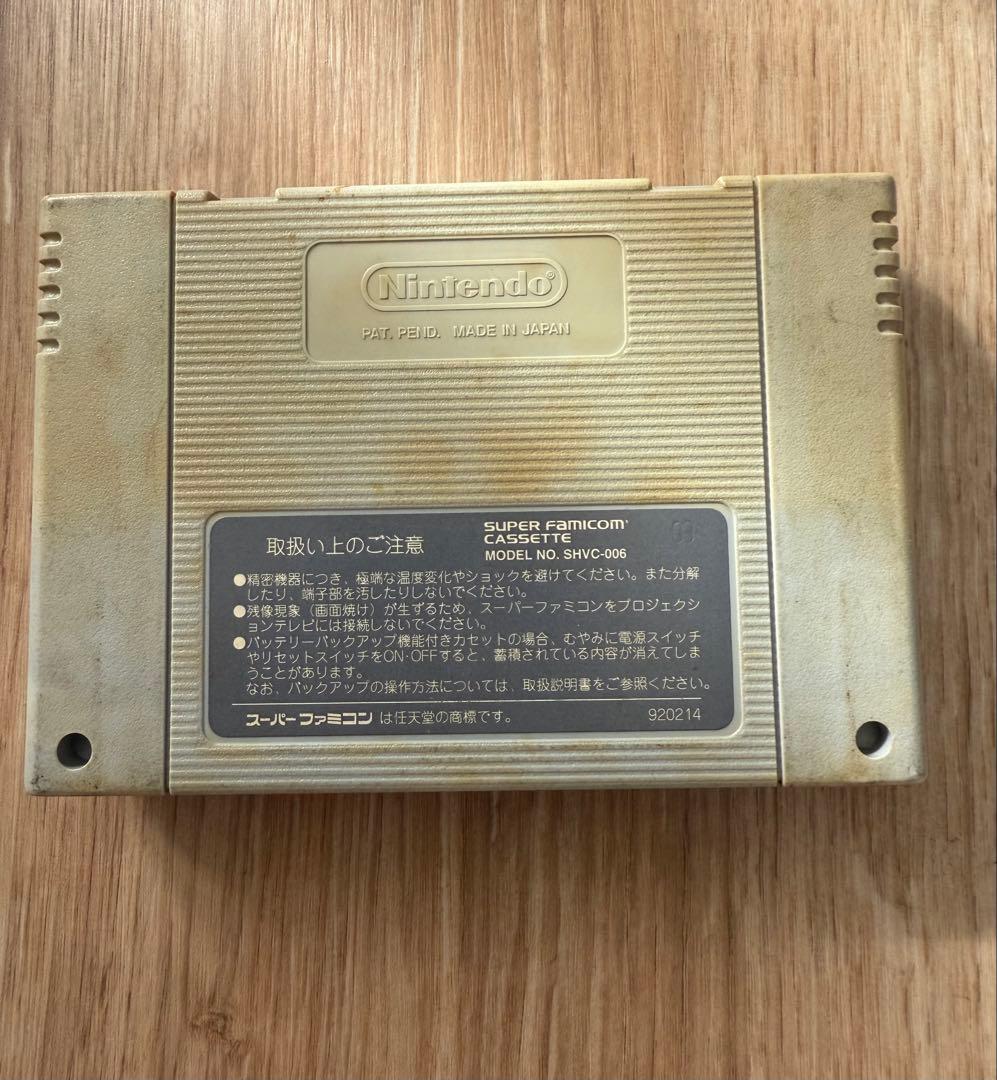 Nintendo®
PAT. PEND. MADE IN JAPAN
取扱い上のご注意
SUPER FAMICOM
CASSETTE
MODEL NO. SHVC-006
●精密機器につき、極端な温度変化やショックを避けてください。また分解
したり、端子部を汚したりしないでください。
●残像現象（画面焼け）が生ずるため、スーパーファミコンをプロジェクシ
ョンテレビには接続しないでください。
●バッテリーバックアップ機能付きカセットの場合、むやみに電源スイッチ
やリセットスイッチをON·OFFすると、蓄積されている内容が消えてしま
うことがあります。
なお、バックアップの操作方法については、取扱説明書をご参照ください。
スーパーファミコン は任天堂の商標です。
920214